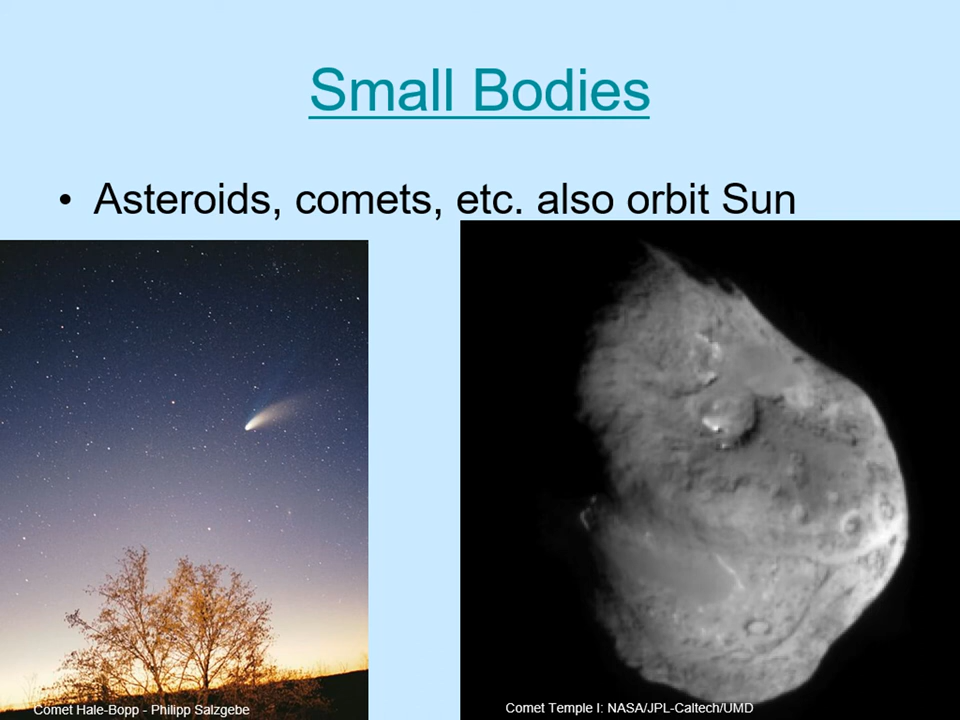 Small Bodies
• Asteroids, comets, etc. also orbit Sun
Comet Hale-Bopp - Philipp Salzgebe
Comet Temple I: NASA/JPL-Caltech/UMD